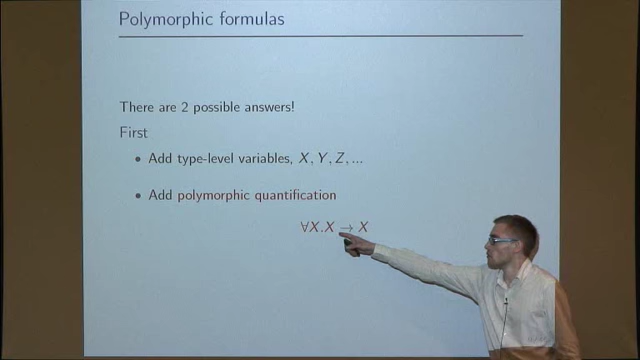 Polymorphic formulas
There are 2 possible answers!
First
• Add type-level variables, X, Y, Z, ...
• Add polymorphic quantification
∀X.X → X